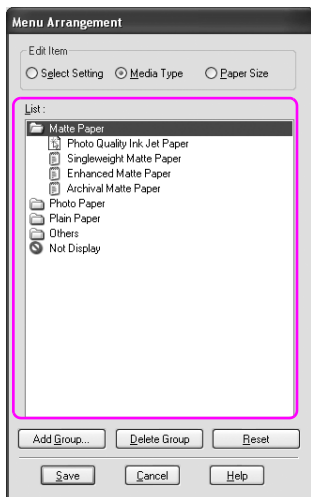 Menu Arrangement
Edit Item
Select Setting Media Type Paper Size
List :
Matte Paper
Photo Quality Ink Jet Paper
Singleweight Matte Paper
Enhanced Matte Paper
Archival Matte Paper
Photo Paper
Plain Paper
Others
Not Display
Add Group... Delete Group Reset
Save Cancel Help